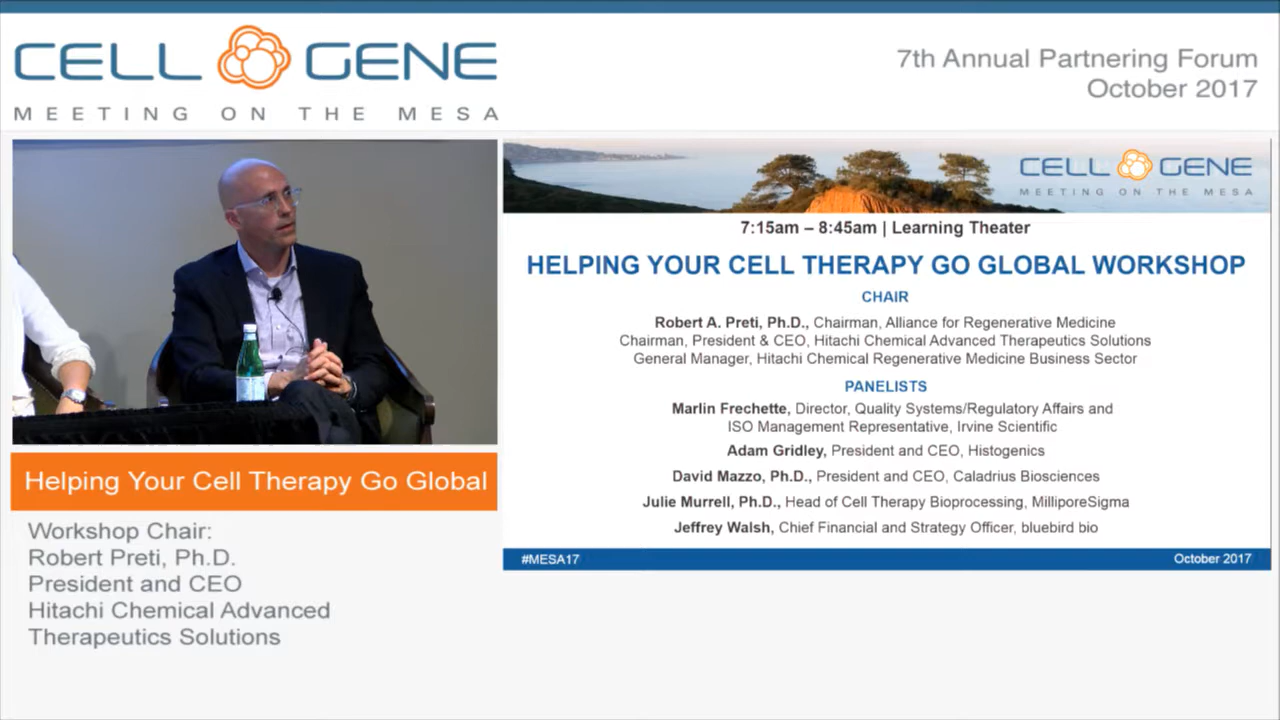 CELL GENE
MEETING ON THE MESA
7th Annual Partnering Forum
October 2017
CELL GENE
MEETING ON THE MESA
7:15am – 8:45am | Learning Theater
HELPING YOUR CELL THERAPY GO GLOBAL WORKSHOP
CHAIR
Robert A. Preti, Ph.D., Chairman, Alliance for Regenerative Medicine
Chairman, President & CEO, Hitachi Chemical Advanced Therapeutics Solutions
General Manager, Hitachi Chemical Regenerative Medicine Business Sector
PANELISTS
Marlin Frechette, Director, Quality Systems/Regulatory Affairs and
ISO Management Representative, Irvine Scientific
Adam Gridley, President and CEO, Histogenics
David Mazzo, Ph.D., President and CEO, Caladrius Biosciences
Julie Murrell, Ph.D., Head of Cell Therapy Bioprocessing, MilliporeSigma
Jeffrey Walsh, Chief Financial and Strategy Officer, bluebird bio
#MESA17
October 2017
Helping Your Cell Therapy Go Global
Workshop Chair:
Robert Preti, Ph.D.
President and CEO
Hitachi Chemical Advanced
Therapeutics Solutions